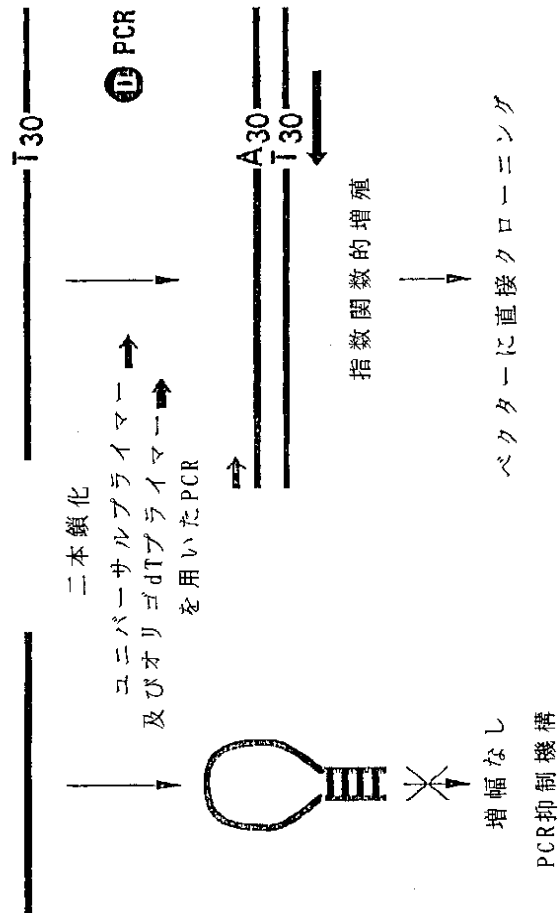 T30
PCR
二本鎖化
ユニバーサルプライマー
及びオリゴdTプライマー
を用いたPCR
A30
T30
指数関数的増殖
ベクターに直接クローニング
増幅なし
PCR抑制機構